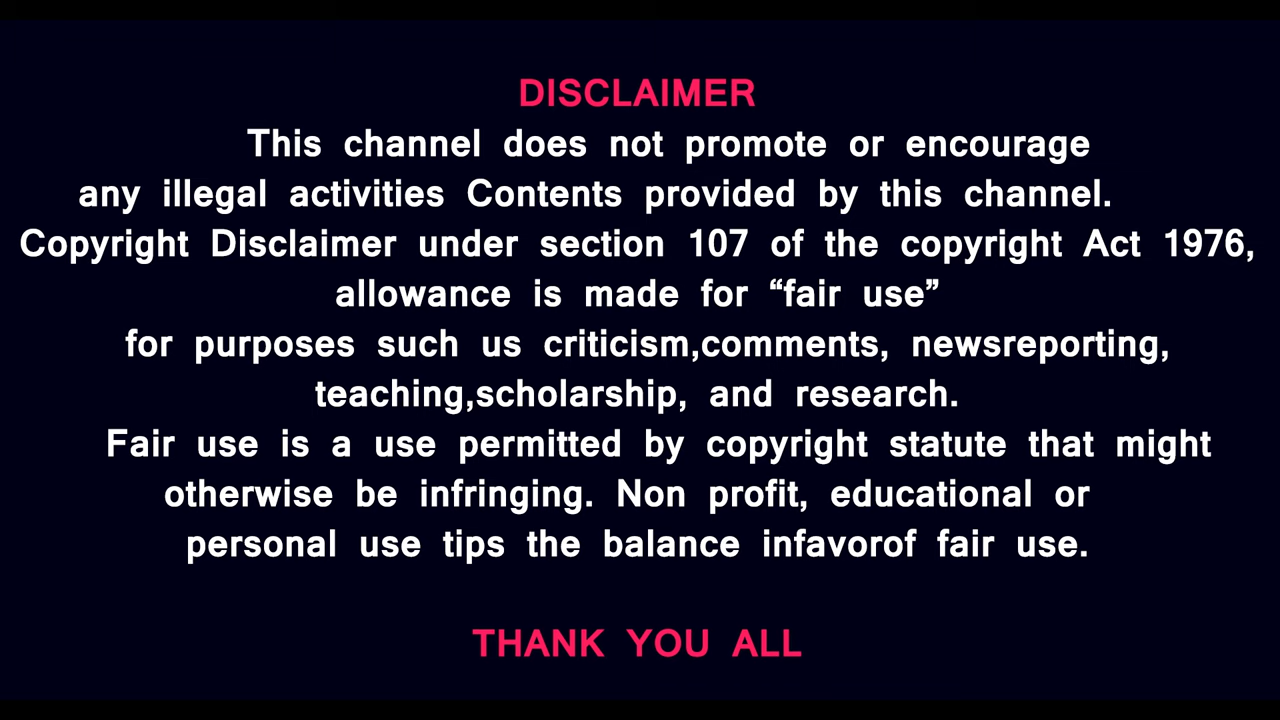 DISCLAIMER
This channel does not promote or encourage
any illegal activities Contents provided by this channel.
Copyright Disclaimer under section 107 of the copyright Act 1976,
allowance is made for “fair use”
for purposes such us criticism,comments, newsreporting,
teaching,scholarship, and research.
Fair use is a use permitted by copyright statute that might
otherwise be infringing. Non profit, educational or
personal use tips the balance infavorof fair use.
THANK YOU ALL